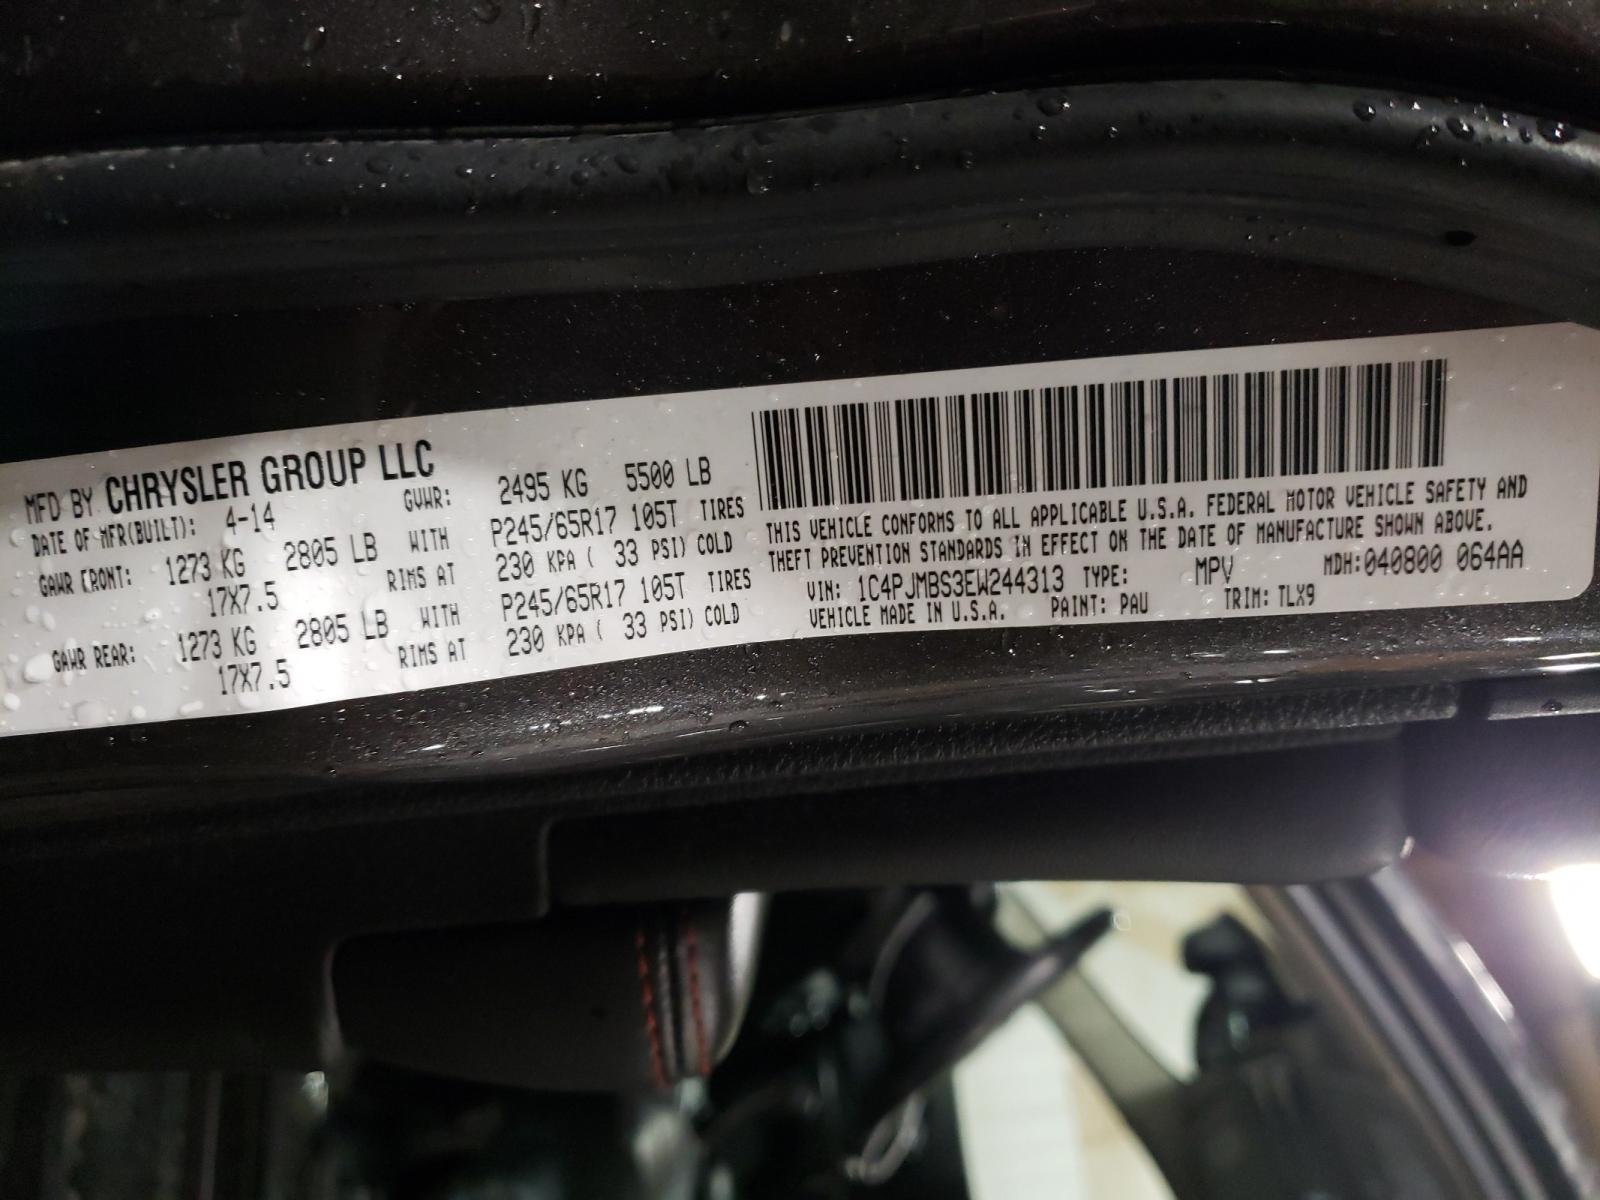 MFD BY CHRYSLER GROUP LLC
DATE OF MFR(BUILT): 4-14 GVWR: 2495 KG 5500 LB
GAWR FRONT: 1273 KG 2805 LB WITH P245/65R17 105T TIRES
17X7.5 RIMS AT 230 KPA ( 33 PSI) COLD
GAWR REAR: 1273 KG 2805 LB WITH P245/65R17 105T TIRES
17X7.5 RIMS AT 230 KPA ( 33 PSI) COLD
THIS VEHICLE CONFORMS TO ALL APPLICABLE U.S.A. FEDERAL MOTOR VEHICLE SAFETY AND
THEFT PREVENTION STANDARDS IN EFFECT ON THE DATE OF MANUFACTURE SHOWN ABOVE.
VIN: 1C4PJMBS3EW244313 TYPE: MPV MDH:040800 064AA
VEHICLE MADE IN U.S.A. PAINT: PAU TRIM: TLX9